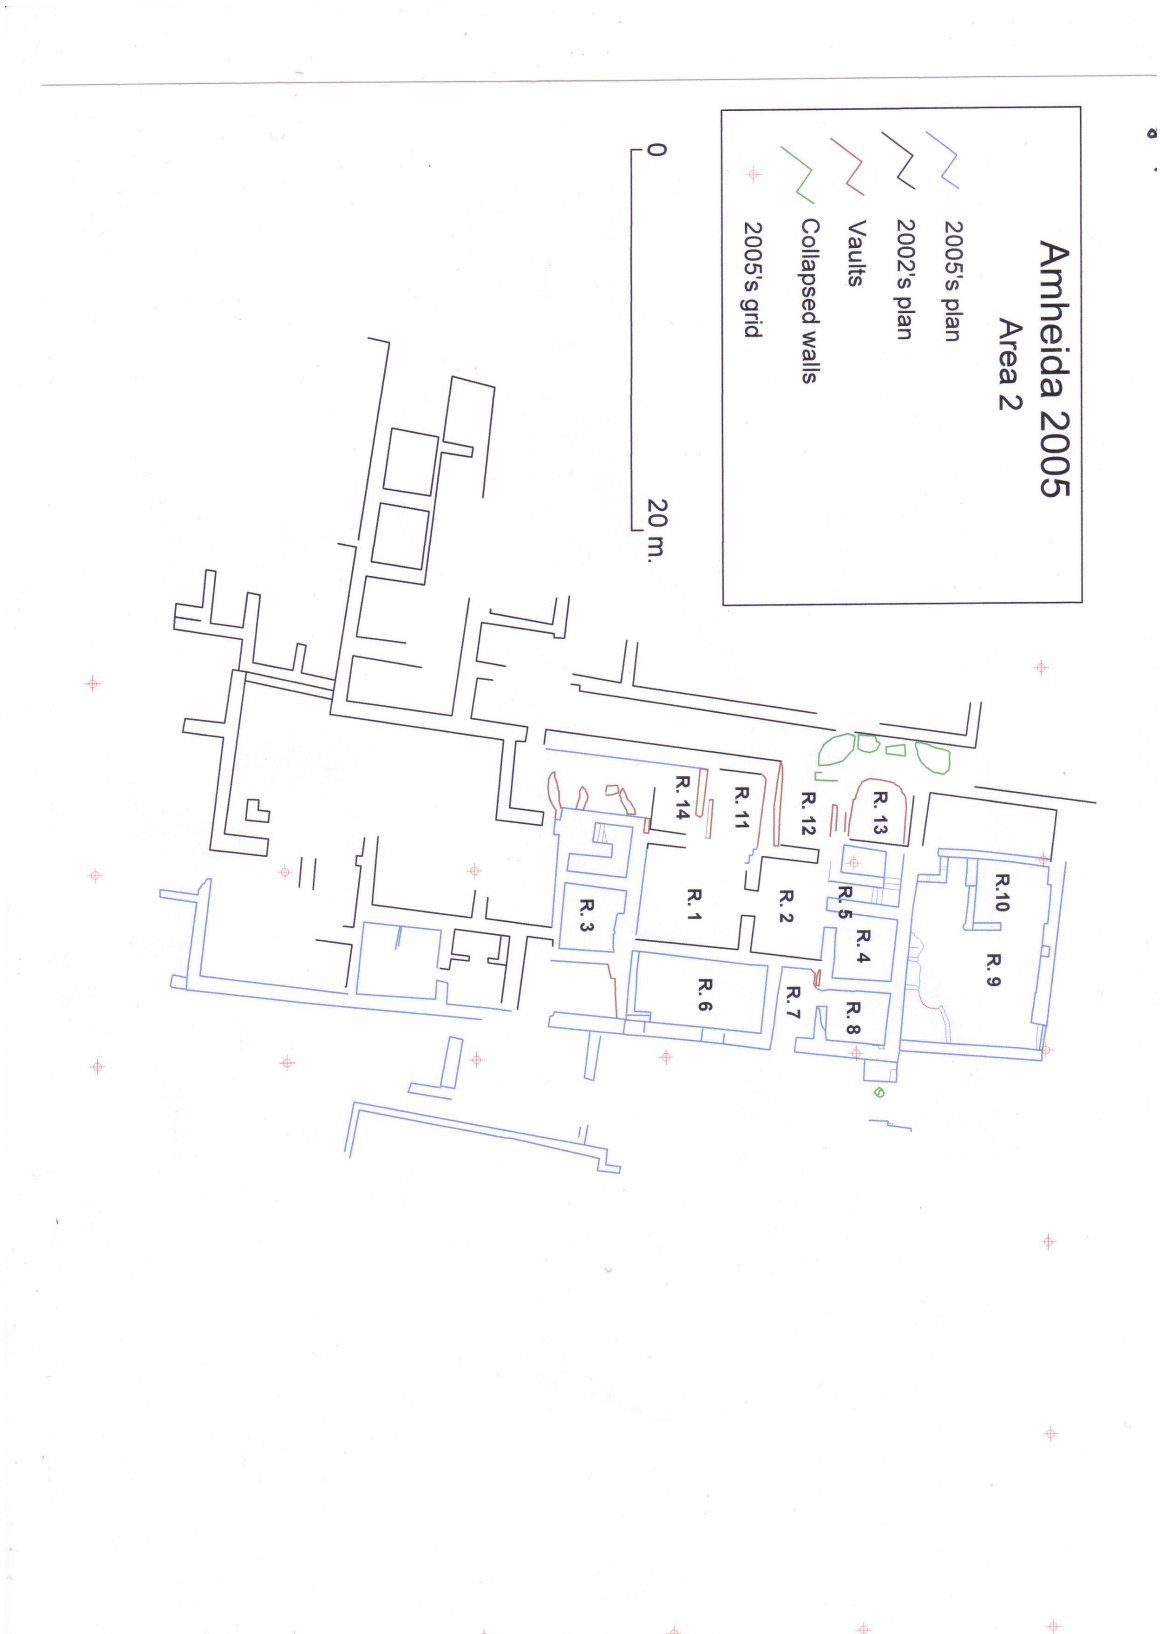 Amheida 2005
Area 2
2005's plan
2002's plan
Vaults
Collapsed walls
2005's grid
0
20 m.
R.10
R. 9
R. 13
R. 5
R. 4
R. 8
R. 12
R. 2
R. 7
R. 11
R. 14
R. 1
R. 6
R. 3